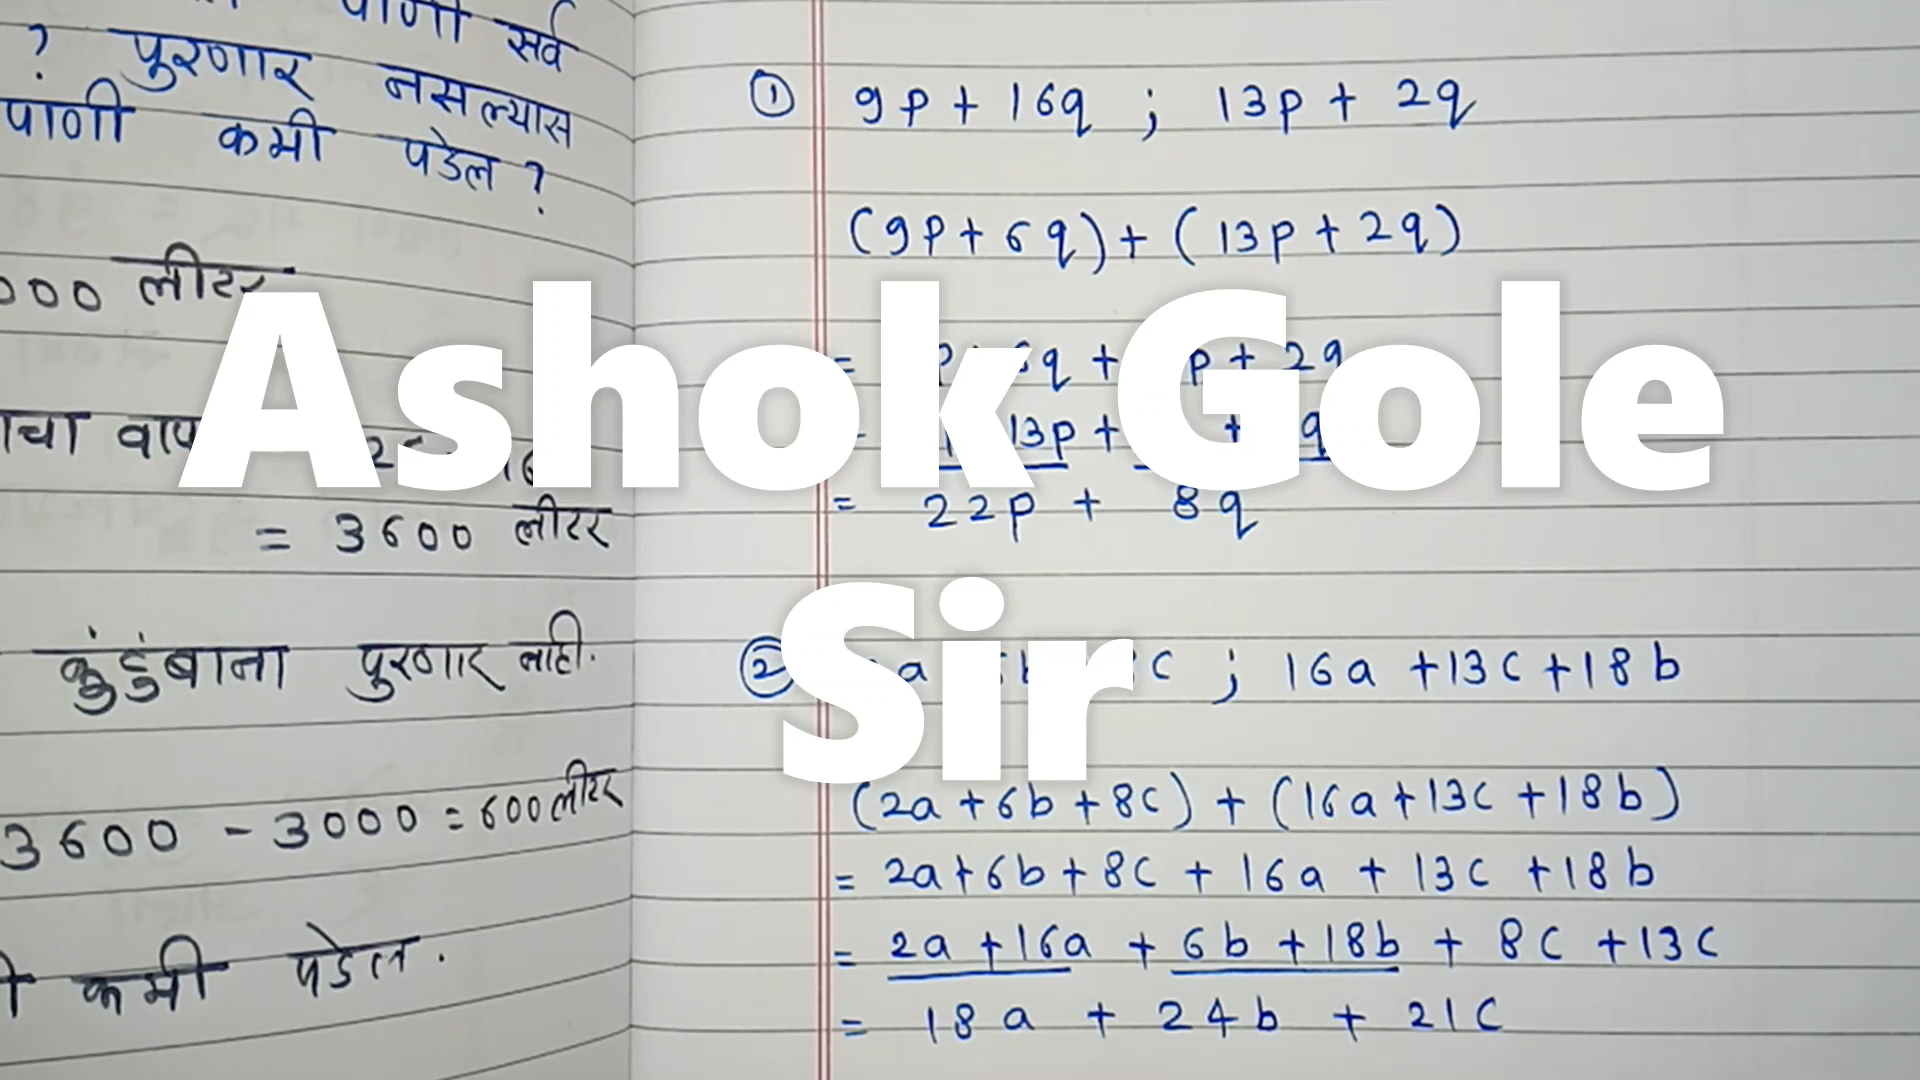 पाणी सर्व
? पुरणार नसल्यास
पाणी कमी पडेल ?
000 लीटर
= 3600 लीटर
कुंडुंबाना पुरणार नाही.
3600 - 3000 = 600 लीटर
कमी पडेल .
① 9p + 16q ; 13p + 2q
(9p + 6q) + (13p + 2q)
= 22p + 8q
② c ; 16a + 13c + 18b
(2a + 6b + 8c) + (16a + 13c + 18b)
= 2a + 6b + 8c + 16a + 13c + 18b
= 2a + 16a + 6b + 18b + 8c + 13c
= 18a + 24b + 21c
Ashok Gole
Sir